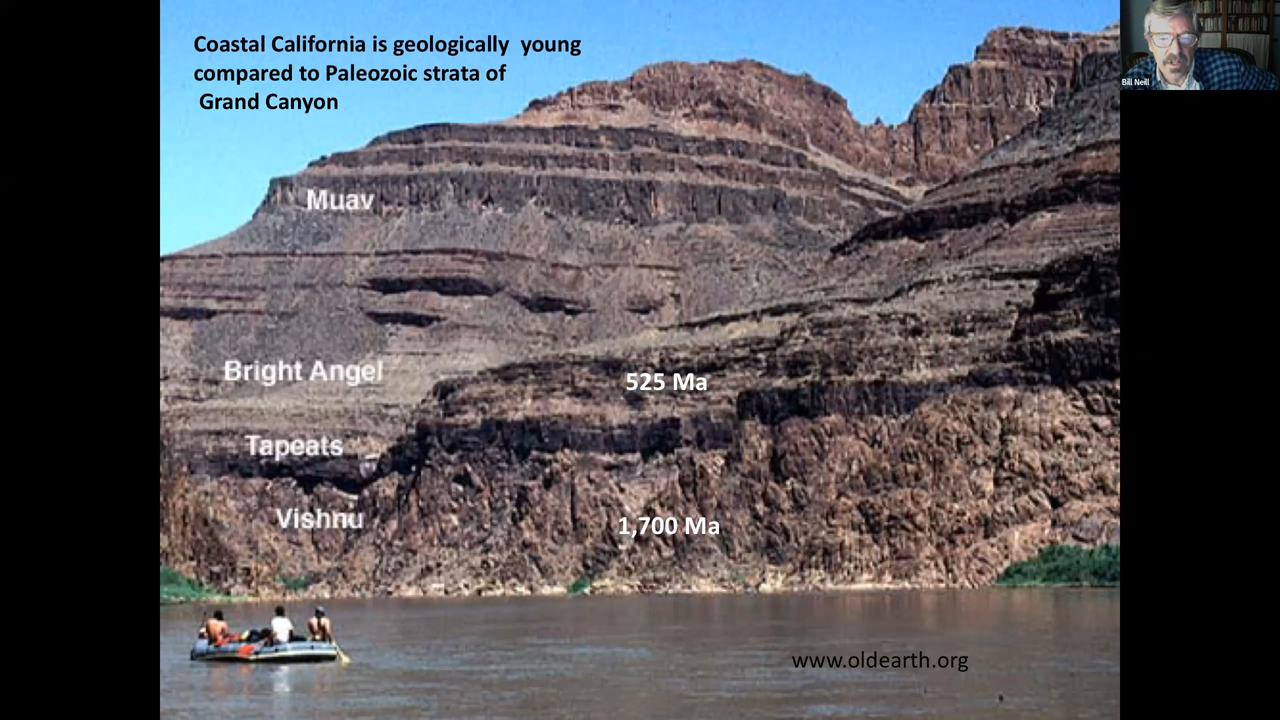 Coastal California is geologically  young
compared to Paleozoic strata of
Grand Canyon
Bill Neill
Muav
Bright Angel
525 Ma
Tapeats
Vishnu
1,700 Ma
www.oldearth.org